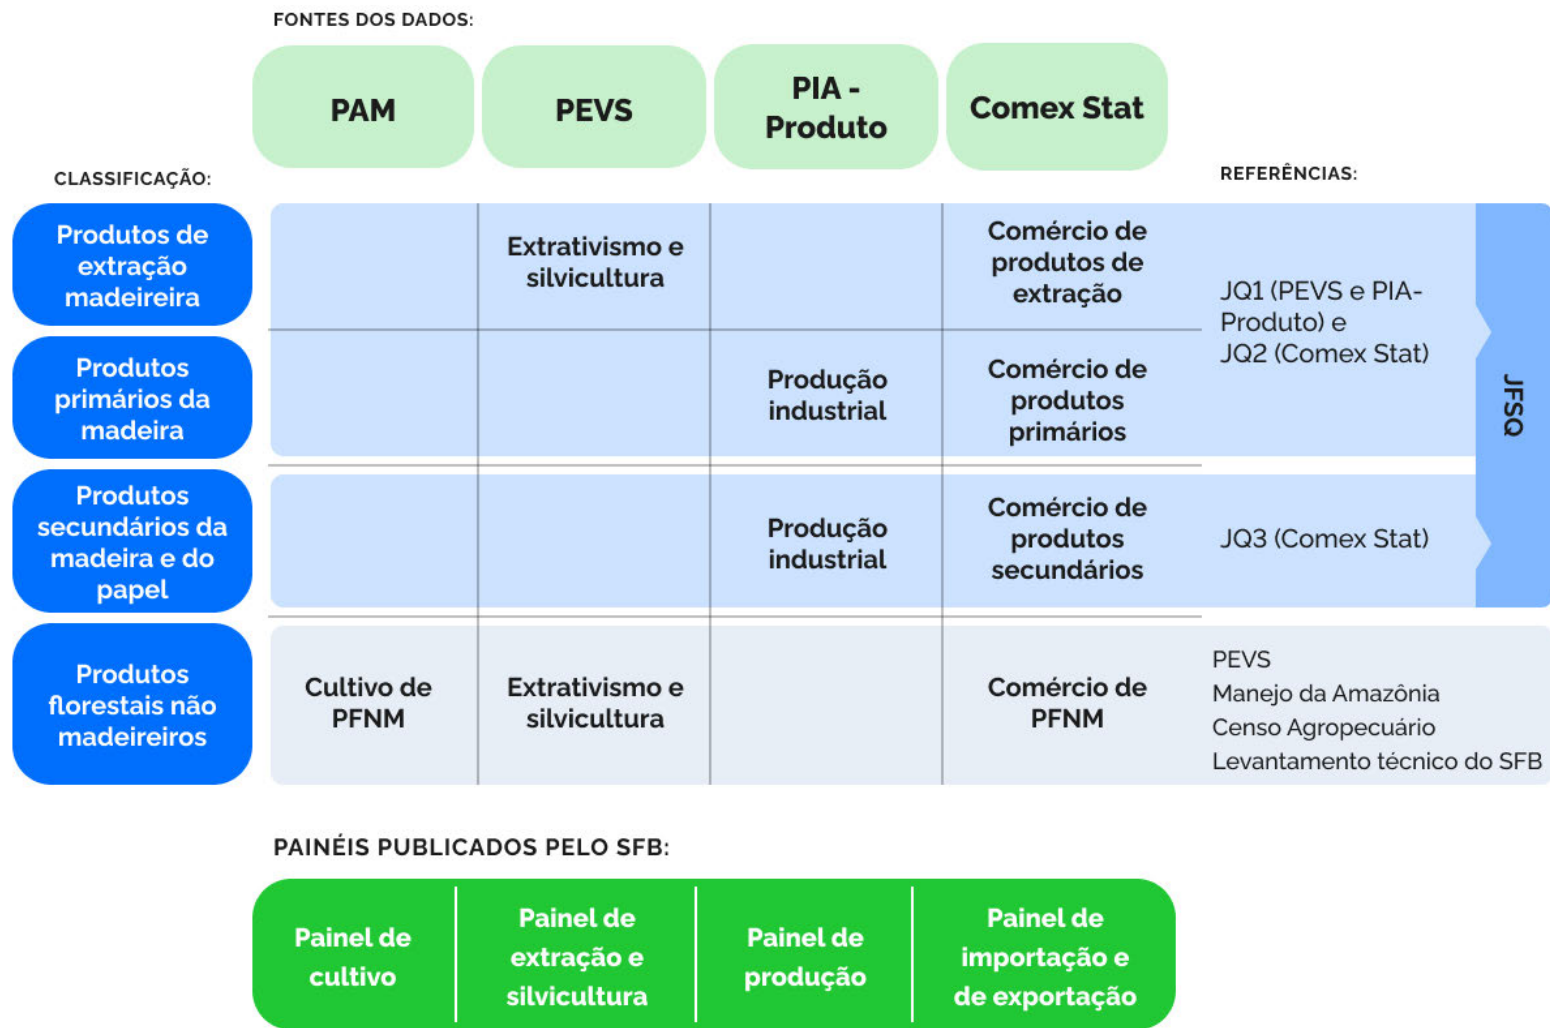 FONTES DOS DADOS:
PAM
PEVS
PIA -
Produto
Comex Stat
CLASSIFICAÇÃO:
REFERÊNCIAS:
Produtos de
extração
madeireira
Extrativismo e
silvicultura
Comércio de
produtos de
extração
JQ1 (PEVS e PIA-
Produto) e
JQ2 (Comex Stat)
JFSQ
Produtos
primários da
madeira
Produção
industrial
Comércio de
produtos
primários
Produtos
secundários da
madeira e do
papel
Produção
industrial
Comércio de
produtos
secundários
JQ3 (Comex Stat)
Produtos
florestais não
madeireiros
Cultivo de
PFNM
Extrativismo e
silvicultura
Comércio de
PFNM
PEVS
Manejo da Amazônia
Censo Agropecuário
Levantamento técnico do SFB
PAINÉIS PUBLICADOS PELO SFB:
Painel de
cultivo
Painel de
extração e
silvicultura
Painel de
produção
Painel de
importação e
de exportação